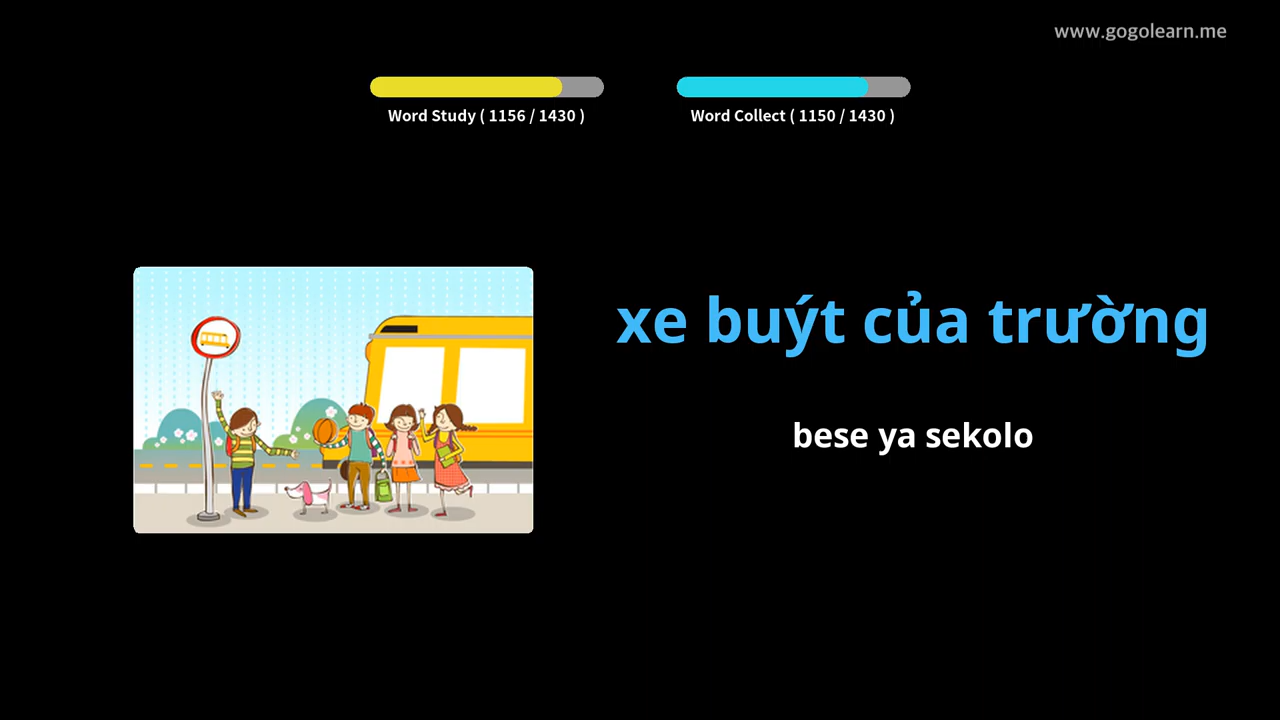 www.gogolearn.me
Word Study ( 1156 / 1430 )
Word Collect ( 1150 / 1430 )
xe buýt của trường
bese ya sekolo